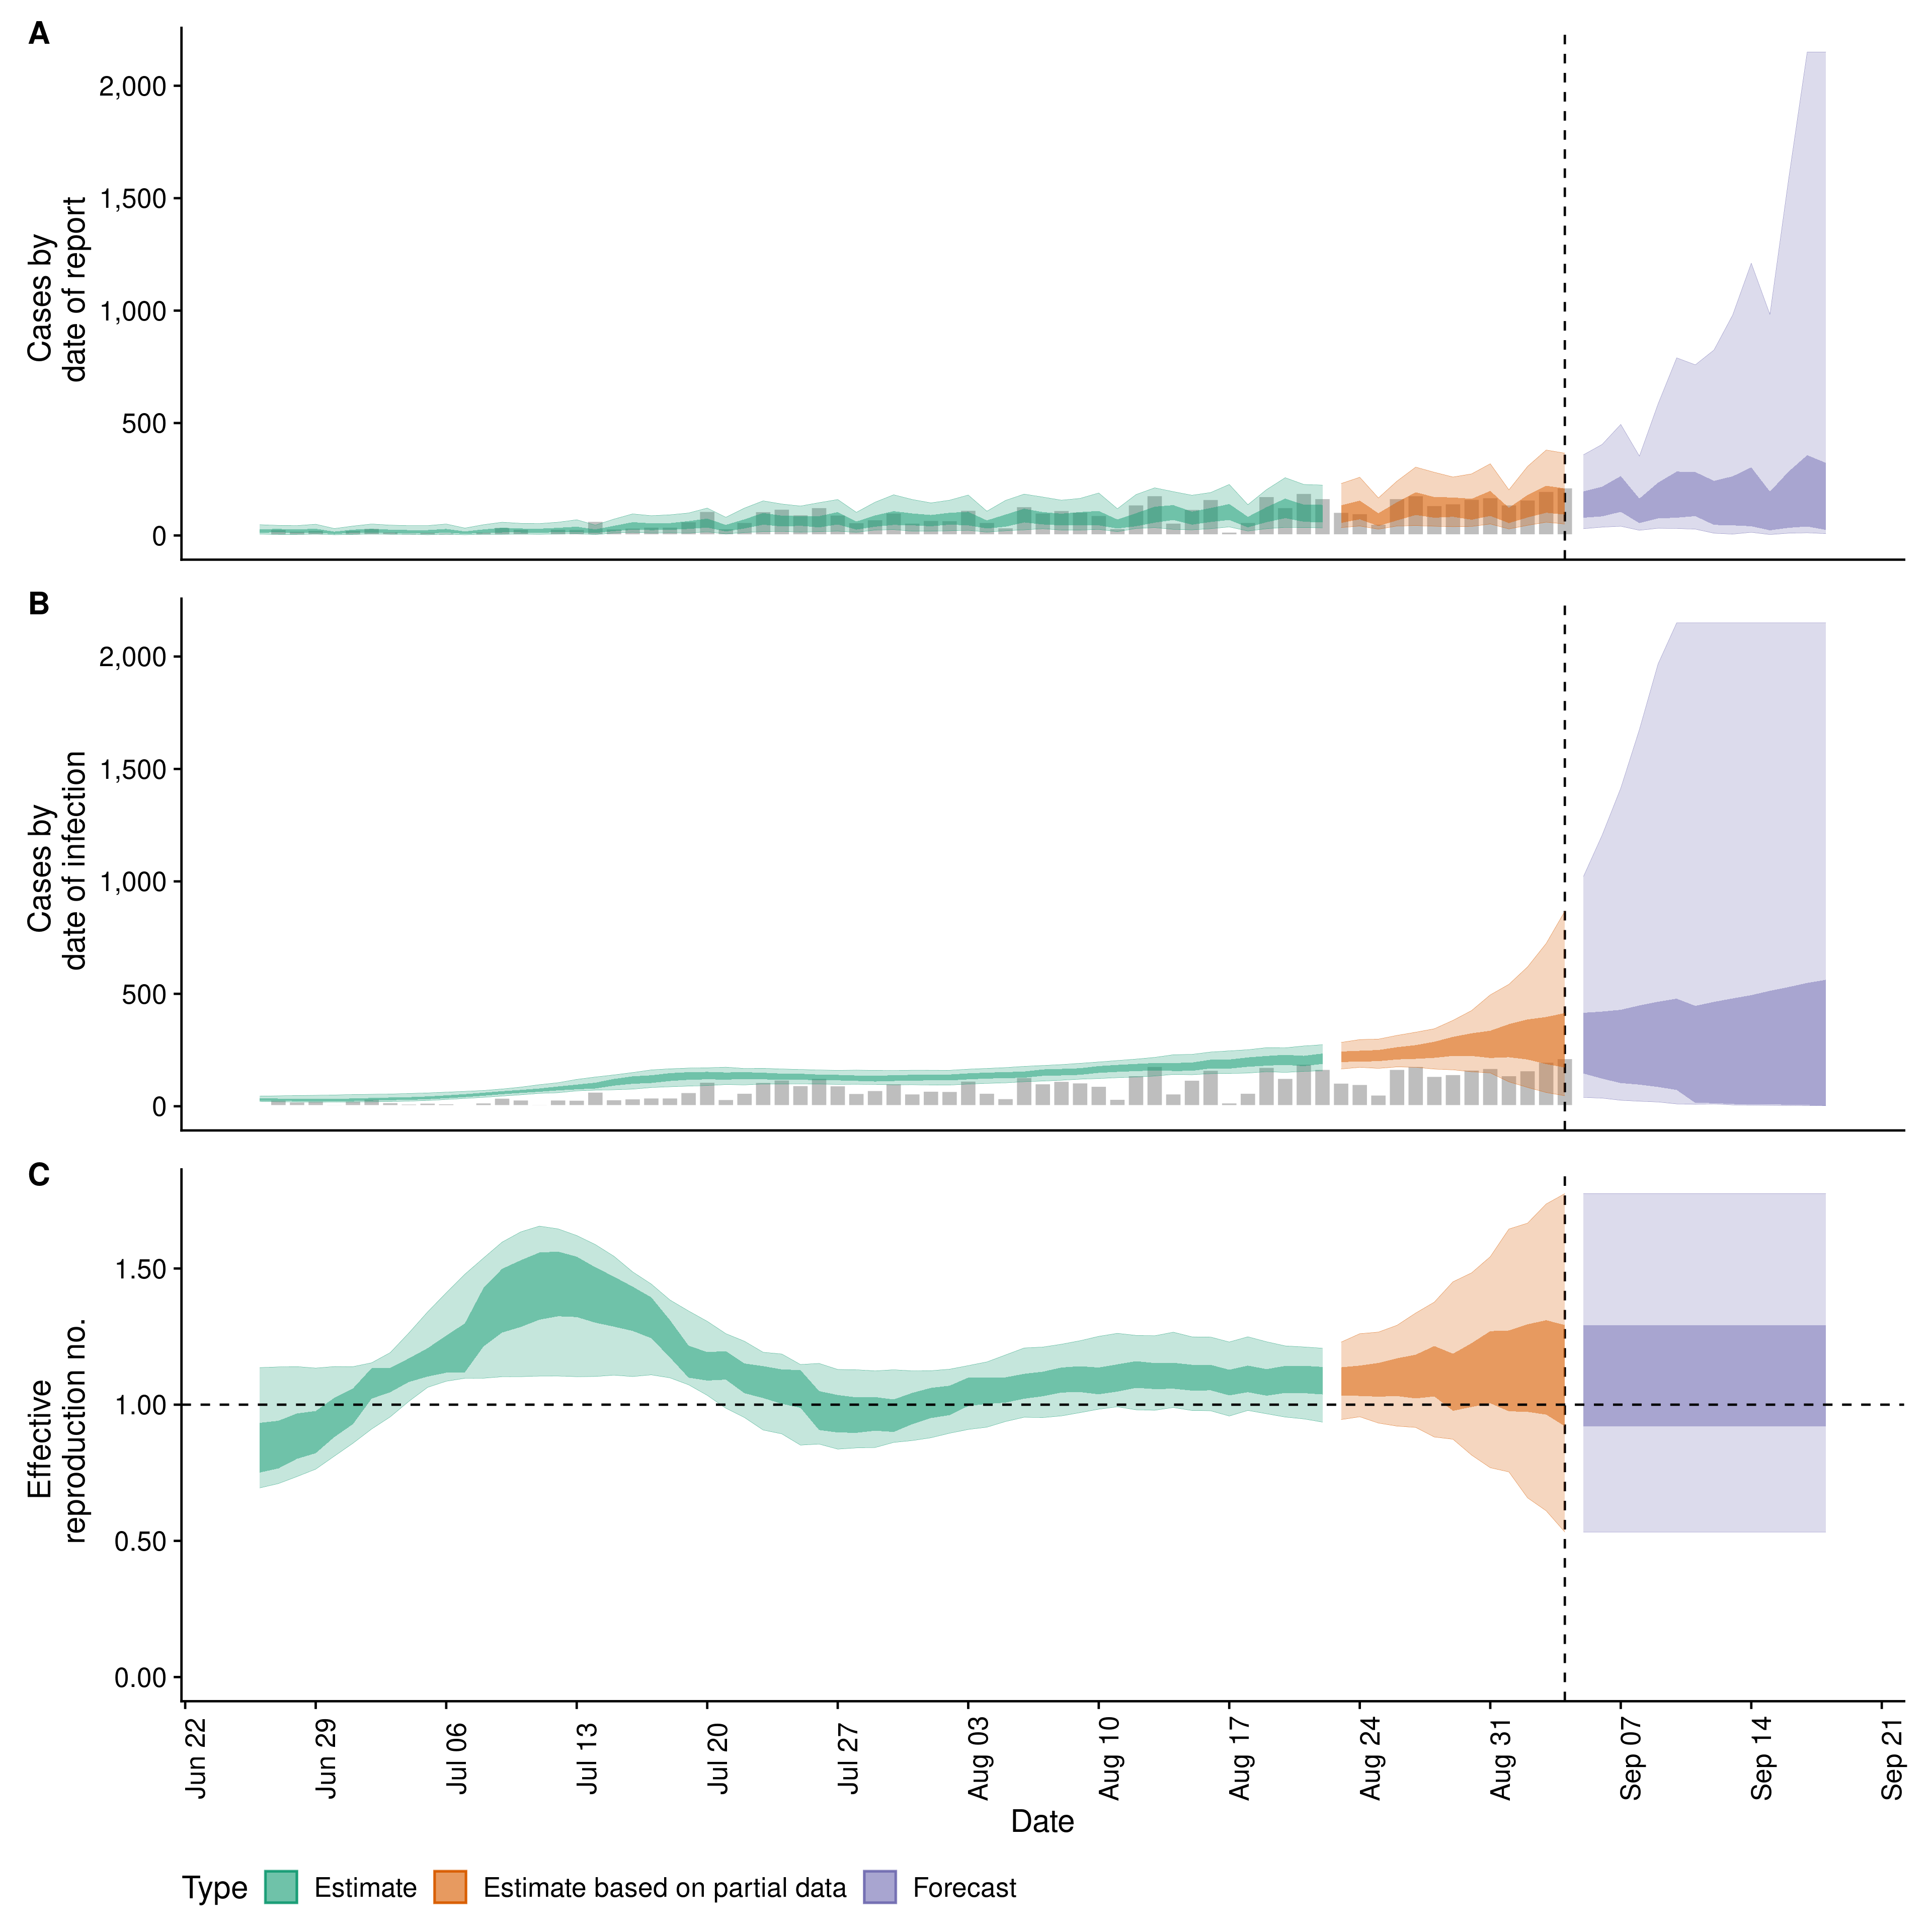 A
Cases by
date of report
2,000
1,500
1,000
500
0
B
Cases by
date of infection
2,000
1,500
1,000
500
0
C
Effective
reproduction no.
1.50
1.00
0.50
0.00
Jun 22
Jun 29
Jul 06
Jul 13
Jul 20
Jul 27
Aug 03
Aug 10
Aug 17
Aug 24
Aug 31
Sep 07
Sep 14
Sep 21
Date
Type Estimate Estimate based on partial data Forecast